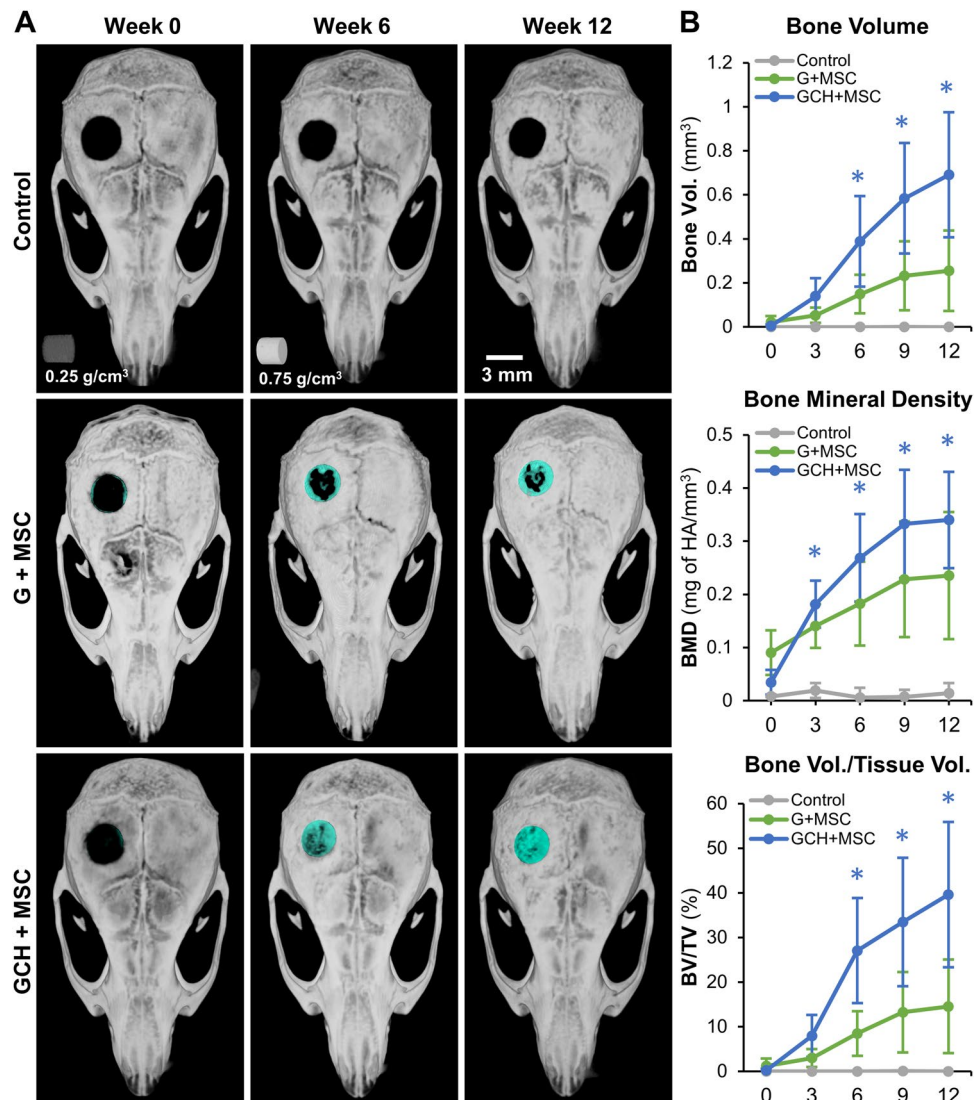 A
Week 0
Week 6
Week 12
Control
0.25 g/cm³
0.75 g/cm³
3 mm
G + MSC
GCH + MSC
B
Bone Volume
Control
G+MSC
GCH+MSC
Bone Vol. (mm³)
1.2
1
0.8
0.6
0.4
0.2
0
* * *
0 3 6 9 12
Bone Mineral Density
Control
G+MSC
GCH+MSC
BMD (mg of HA/mm³)
0.5
0.4
0.3
0.2
0.1
0
* * * *
0 3 6 9 12
Bone Vol./Tissue Vol.
Control
G+MSC
GCH+MSC
BV/TV (%)
60
50
40
30
20
10
0
* * *
0 3 6 9 12